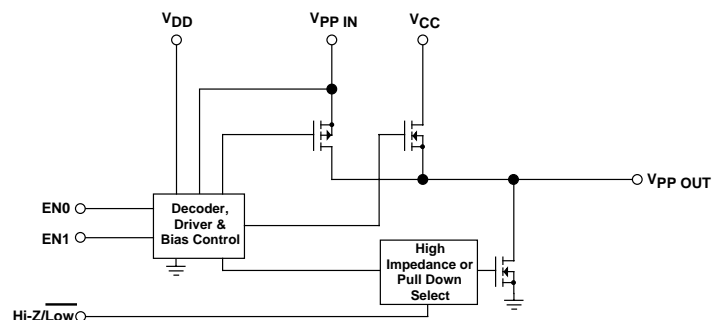 VDD
VPP IN
VCC
VPP OUT
EN0
EN1
Decoder,
Driver &
Bias Control
High
Impedance or
Pull Down
Select
Hi-Z/Low